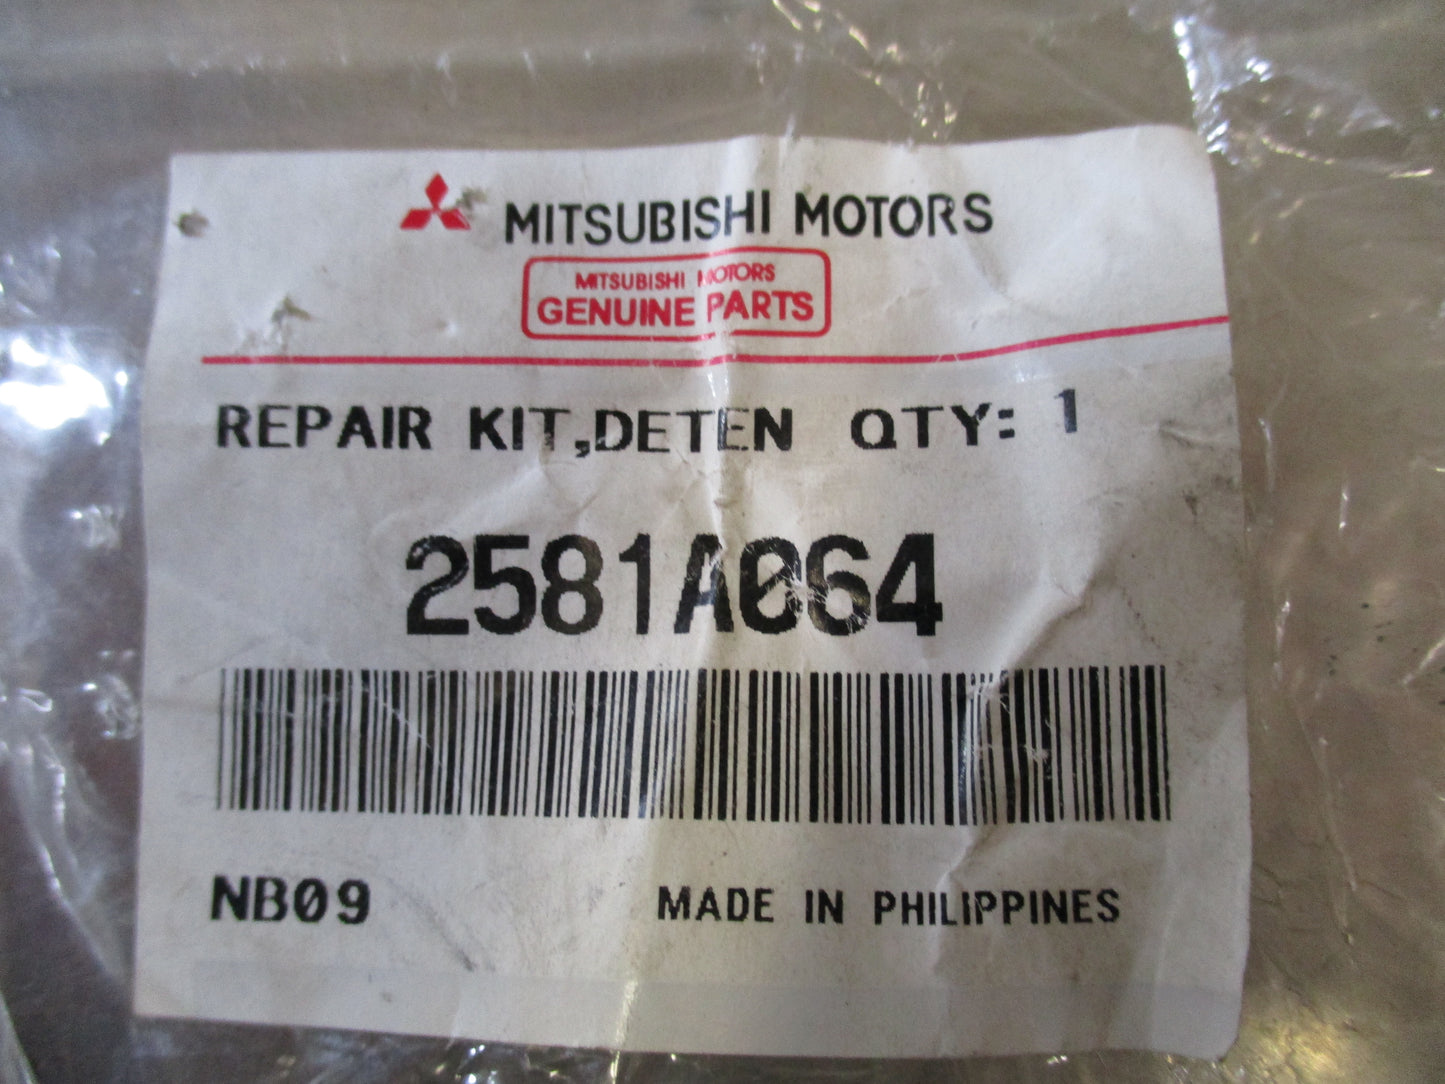 MITSUBISHI MOTORS
MITSUBISHI MOTORS
GENUINE PARTS
REPAIR KIT,DETEN QTY: 1
2581A064
NB09 MADE IN PHILIPPINES